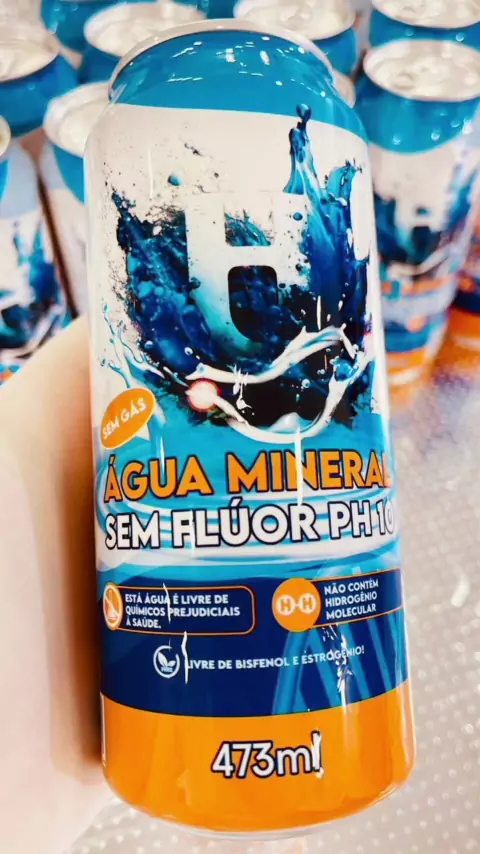 H
SEM GÁS
ÁGUA MINERAL
SEM FLÚOR PH 10
ESTÁ ÁGUA É LIVRE DE
QUÍMICOS PREJUDICIAIS
À SAÚDE.
H-H
NÃO CONTÉM
HIDROGÊNIO
MOLECULAR
LIVRE DE BISFENOL E ESTROGÊNIO!
473ml